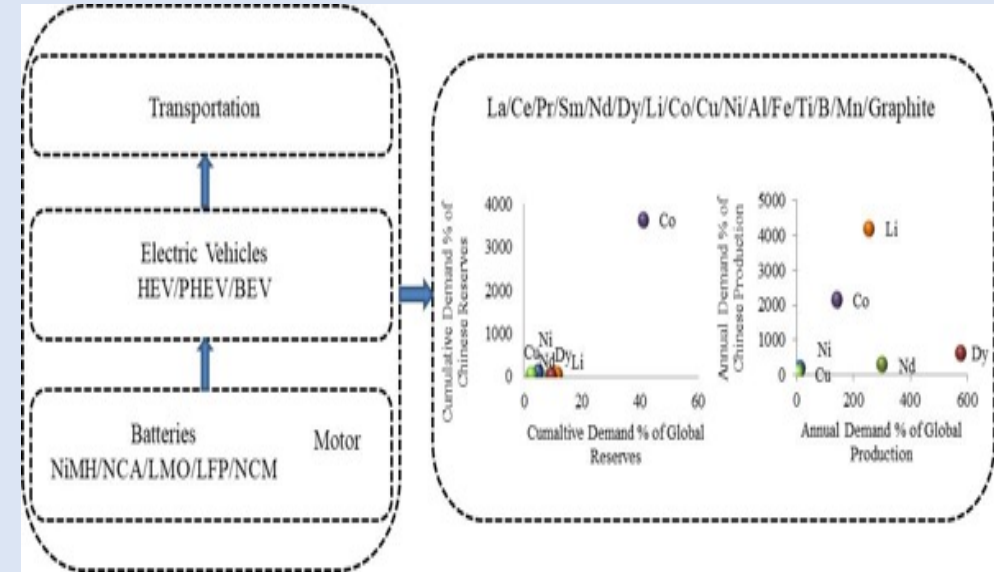 Transportation
Electric Vehicles
HEV/PHEV/BEV
Batteries
NiMH/NCA/LMO/LFP/NCM
Motor
La/Ce/Pr/Sm/Nd/Dy/Li/Co/Cu/Ni/Al/Fe/Ti/B/Mn/Graphite
Cumulative Demand % of
Chinese Reserves
4000
3000
2000
1000
0
Co
Ni
Cu
Nd
Dy
Li
0
20
40
60
Cumaltive Demand % of Global
Reserves
Annual Demand % of
Chinese Production
5000
4000
3000
2000
1000
0
Li
Co
Ni
Cu
Nd
Dy
0
200
400
600
Annual Demand % of Global
Production